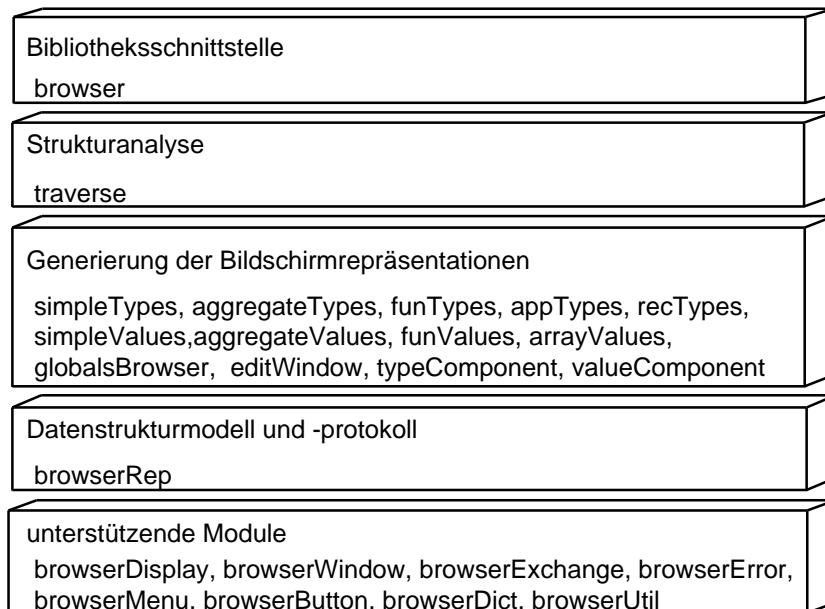 Bibliotheksschnittstelle
browser
Strukturanalyse
traverse
Generierung der Bildschirmrepräsentationen
simpleTypes, aggregateTypes, funTypes, appTypes, recTypes,
simpleValues,aggregateValues, funValues, arrayValues,
globalsBrowser, editWindow, typeComponent, valueComponent
Datenstrukturmodell und -protokoll
browserRep
unterstützende Module
browserDisplay, browserWindow, browserExchange, browserError,
browserMenu, browserButton, browserDict, browserUtil